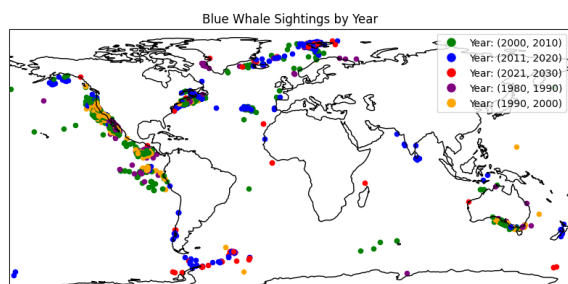 Blue Whale Sightings by Year
Year: (2000, 2010)
Year: (2011, 2020)
Year: (2021, 2030)
Year: (1980, 1990)
Year: (1990, 2000)